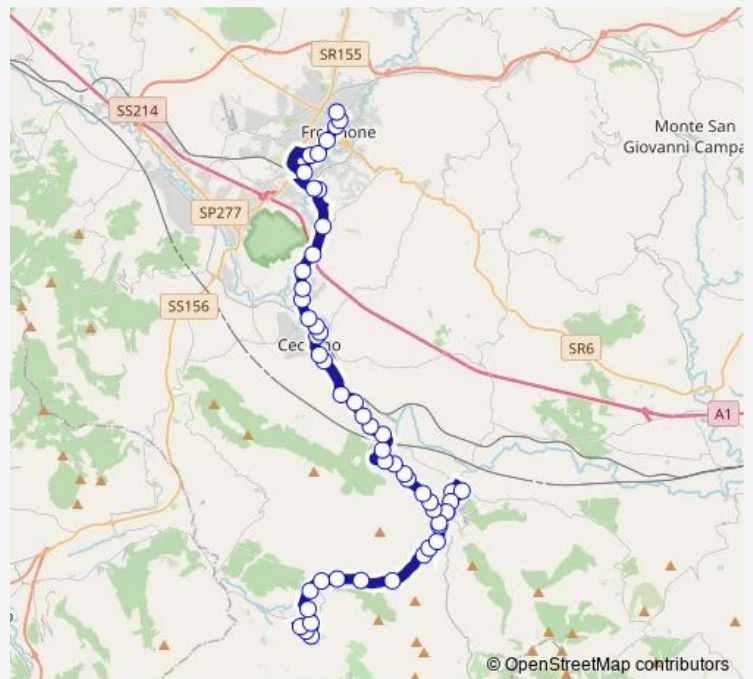 SR155
SS214
Monte San
Giovanni Campa
SP277
SS156
SR6
A1
© OpenStreetMap contributors